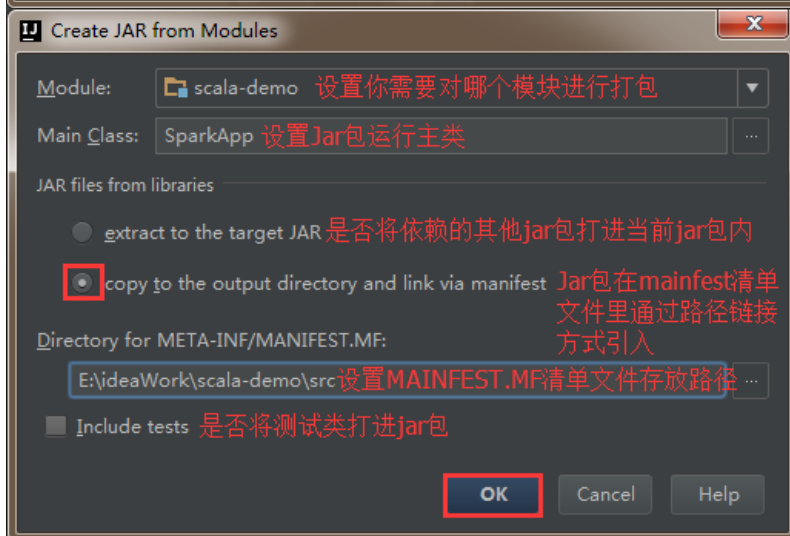 Create JAR from Modules
Module: scala-demo 设置你需要对哪个模块进行打包
Main Class: SparkApp 设置Jar包运行主类 ...
JAR files from libraries
extract to the target JAR 是否将依赖的其他jar包打进当前jar包内
copy to the output directory and link via manifest Jar包在mainfest清单
文件里通过路径链接
方式引入
Directory for META-INF/MANIFEST.MF:
E:\ideaWork\scala-demo\src设置MAINFEST.MF清单文件存放路径 ...
Include tests 是否将测试类打进jar包
OK Cancel Help